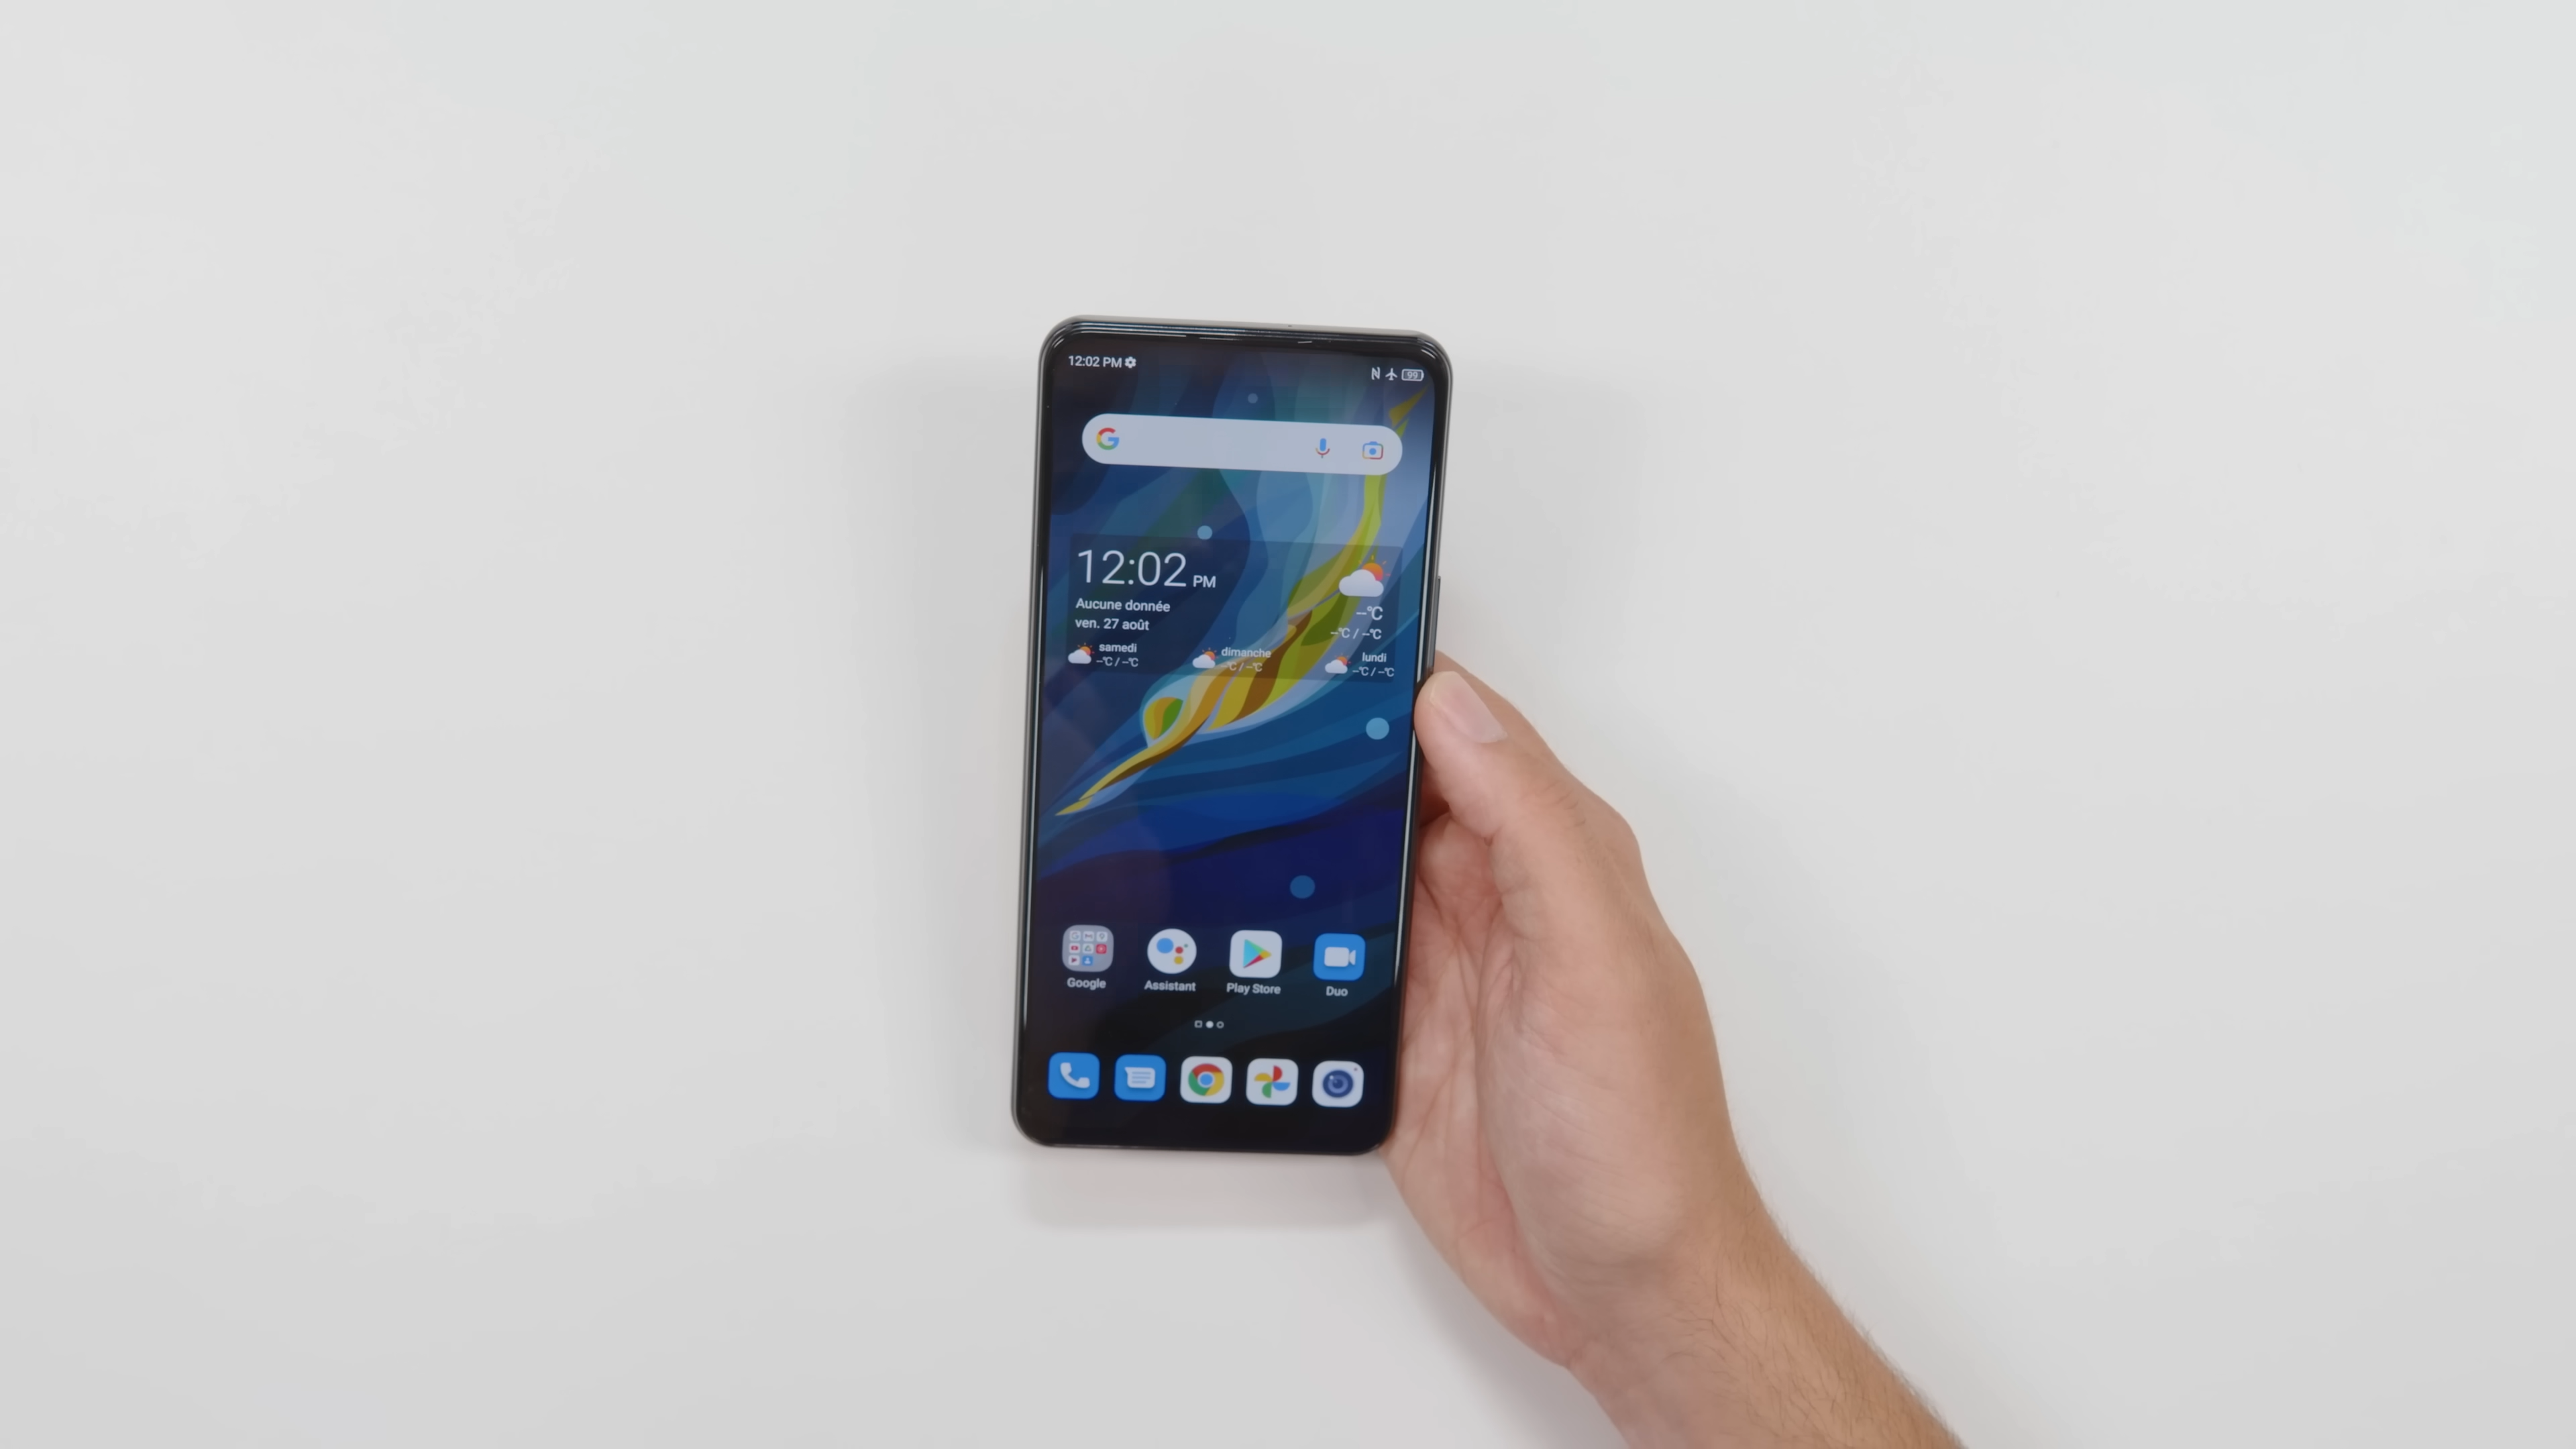 12:02 PM
99
12:02 PM
Aucune donnée
ven. 27 août
--°C
--°C / --°C
samedi
--°C / --°C
dimanche
--°C / --°C
lundi
--°C / --°C
Google
Assistant
Play Store
Duo